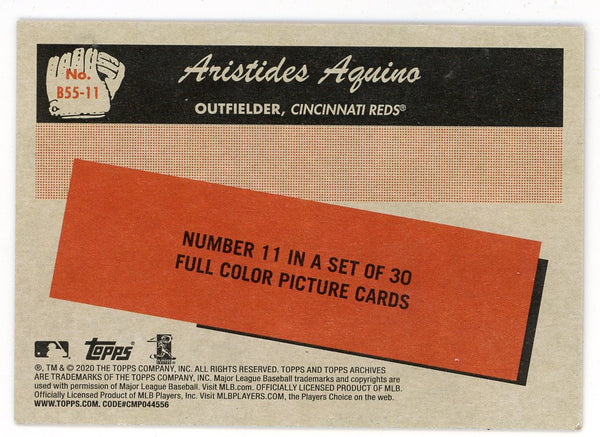 No.
B55-11
Aristides Aquino
OUTFIELDER, CINCINNATI REDS®
NUMBER 11 IN A SET OF 30
FULL COLOR PICTURE CARDS
topps
®, TM & © 2020 THE TOPPS COMPANY, INC. ALL RIGHTS RESERVED. TOPPS AND TOPPS ARCHIVES
ARE TRADEMARKS OF THE TOPPS COMPANY, INC. Major League Baseball trademarks and copyrights are
used with permission of Major League Baseball. Visit MLB.com. OFFICIALLY LICENSED PRODUCT OF MLB.
Officially Licensed Product of MLB Players, Inc. Visit MLBPLAYERS.com, the Players Choice on the web.
WWW.TOPPS.COM. CODE#CMP044556